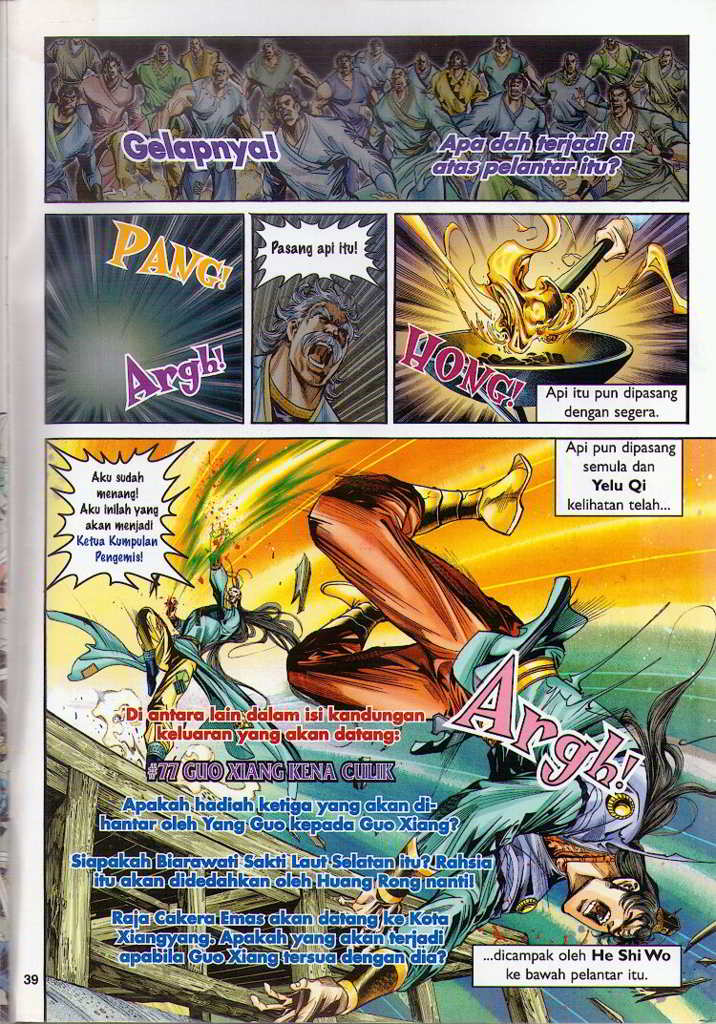 Gelapnya!
Apa dah terjadi di
atas pelantar itu?
PANG!
Argh!
Pasang api itu!
HONG!
Api itu pun dipasang
dengan segera.
Aku sudah
menang!
Aku inilah yang
akan menjadi
Ketua Kumpulan
Pengemis!
Api pun dipasang
semula dan
Yelu Qi
kelihatan telah...
Argh!
Di antara lain dalam isi kandungan
keluaran yang akan datang:
#77 GUO XIANG KENA CULIK
Apakah hadiah ketiga yang akan di-
hantar oleh Yang Guo kepada Guo Xiang?
Siapakah Biarawati Sakti Laut Selatan itu? Rahsia
itu akan didedahkan oleh Huang Rong nanti!
Raja Cakera Emas akan datang ke Kota
Xiangyang. Apakah yang akan terjadi
apabila Guo Xiang tersua dengan dia?
...dicampak oleh He Shi Wo
ke bawah pelantar itu.
39